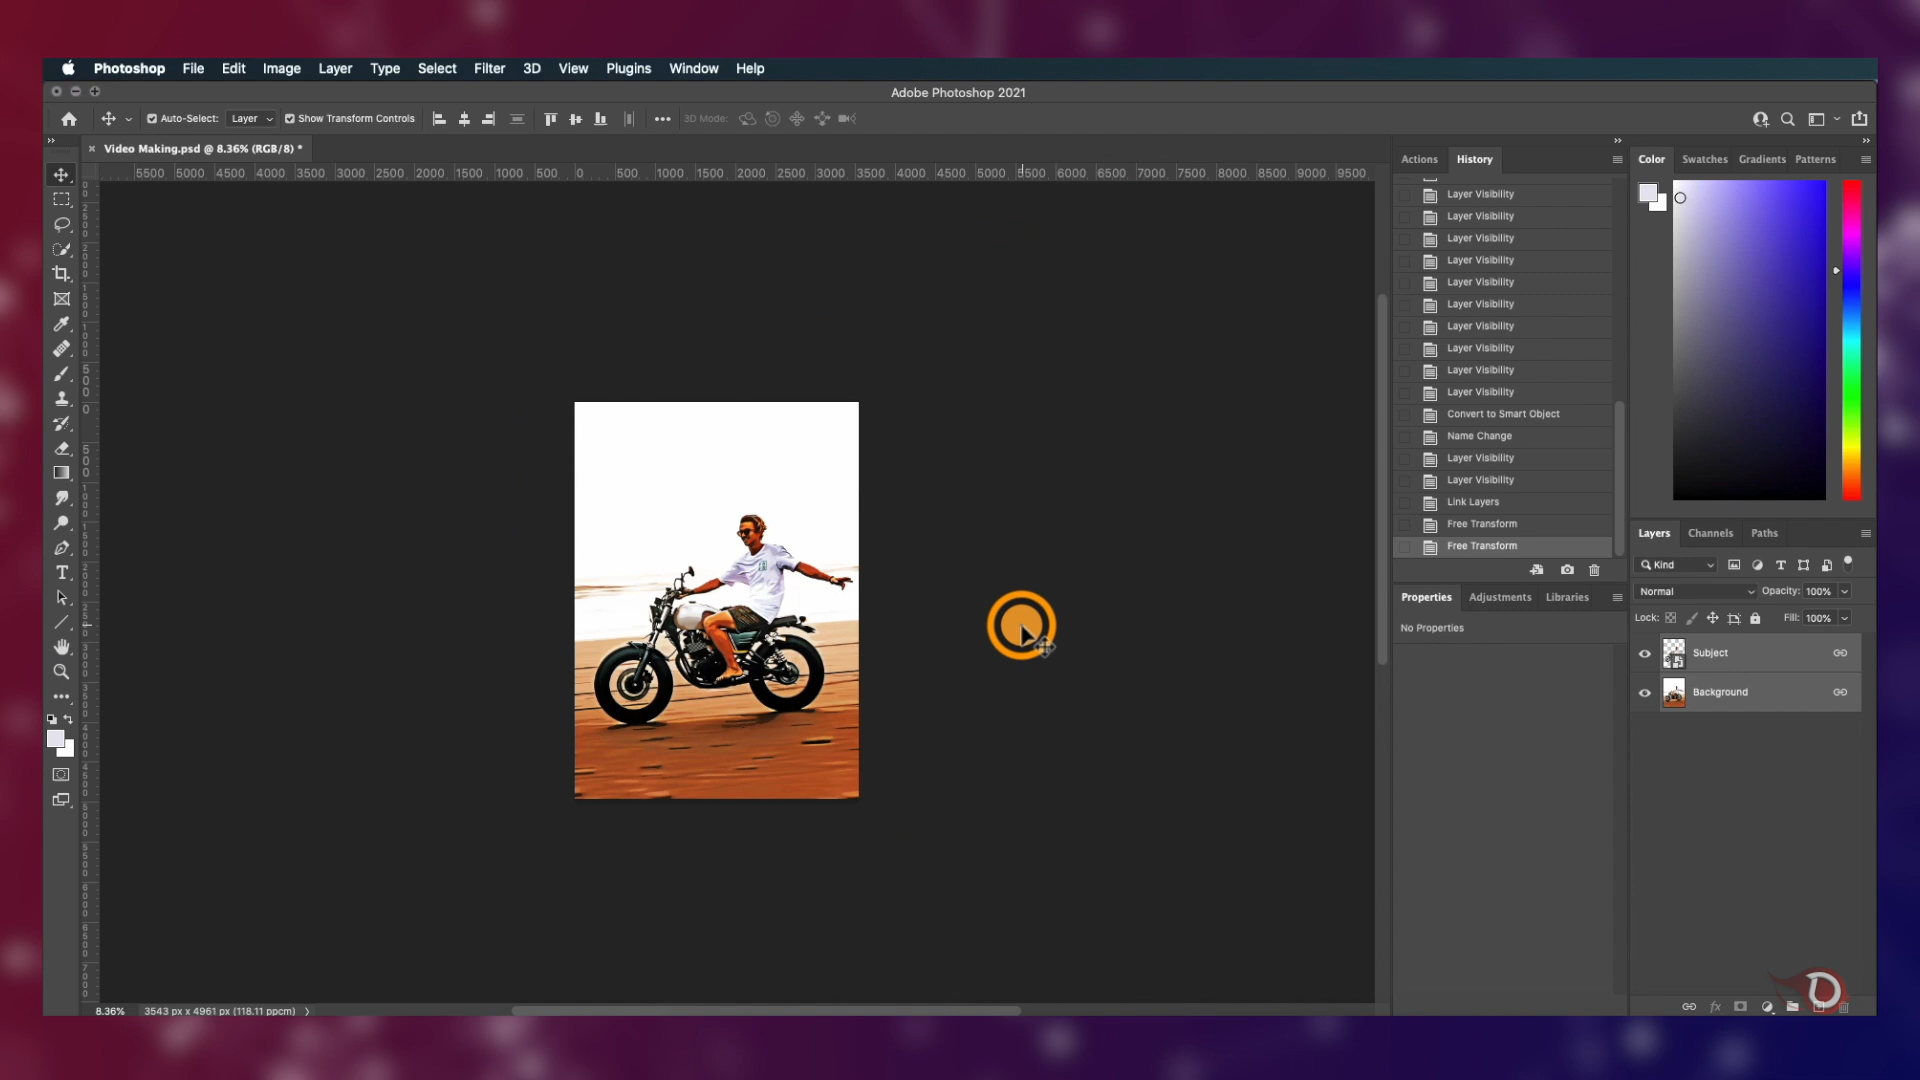 Photoshop File Edit Image Layer Type Select Filter 3D View Plugins Window Help
Adobe Photoshop 2021
Auto-Select: Layer Show Transform Controls ••• 3D Mode:
Video Making.psd @ 8.36% (RGB/8) *
5500 5000 4500 4000 3500 3000 2500 2000 1500 1000 500 0 500 1000 1500 2000 2500 3000 3500 4000 4500 5000 5500 6000 6500 7000 7500 8000 8500 9000 9500
Actions History
Layer Visibility
Layer Visibility
Layer Visibility
Layer Visibility
Layer Visibility
Layer Visibility
Layer Visibility
Layer Visibility
Layer Visibility
Layer Visibility
Convert to Smart Object
Name Change
Layer Visibility
Layer Visibility
Link Layers
Free Transform
Free Transform
Properties Adjustments Libraries
No Properties
Color Swatches Gradients Patterns
Layers Channels Paths
Kind
Normal Opacity: 100%
Lock: Fill: 100%
Subject
Background
fx
8.36% 3543 px x 4961 px (118.11 ppcm)